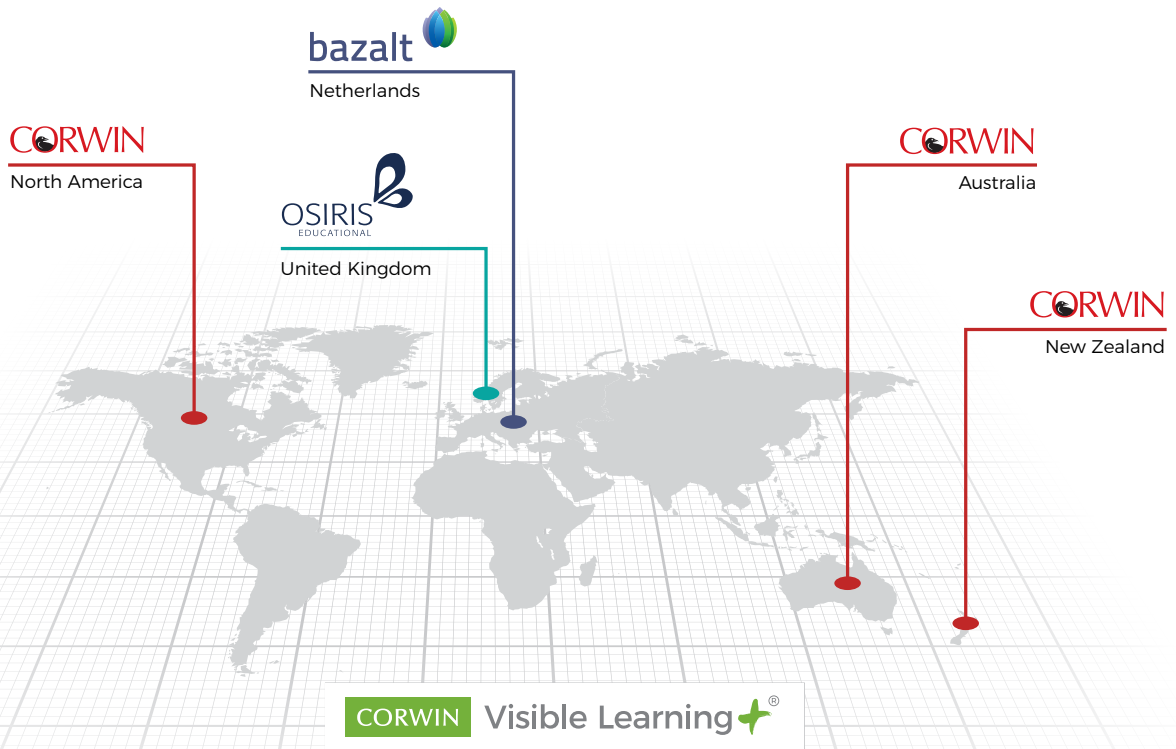 bazalt
Netherlands
CORWIN
North America
OSIRIS
EDUCATIONAL
United Kingdom
CORWIN
Australia
CORWIN
New Zealand
CORWIN Visible Learning+®